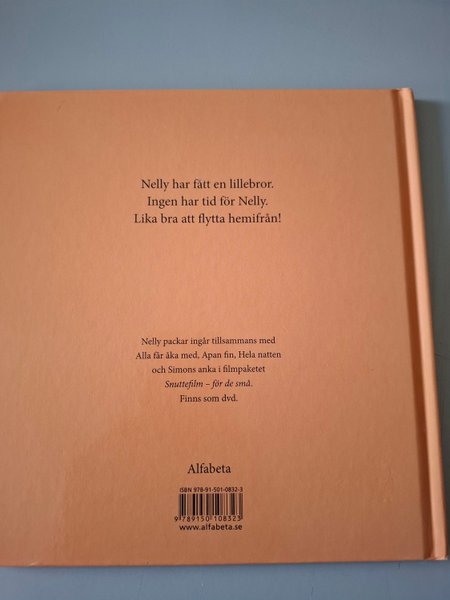 Nelly har fått en lillebror.
Ingen har tid för Nelly.
Lika bra att flytta hemifrån!
Nelly packar ingår tillsammans med
Alla får åka med, Apan fin, Hela natten
och Simons anka i filmpaketet
Snuttefilm – för de små.
Finns som dvd.
Alfabeta
ISBN 978-91-501-0832-3
9 789150 108323
www.alfabeta.se